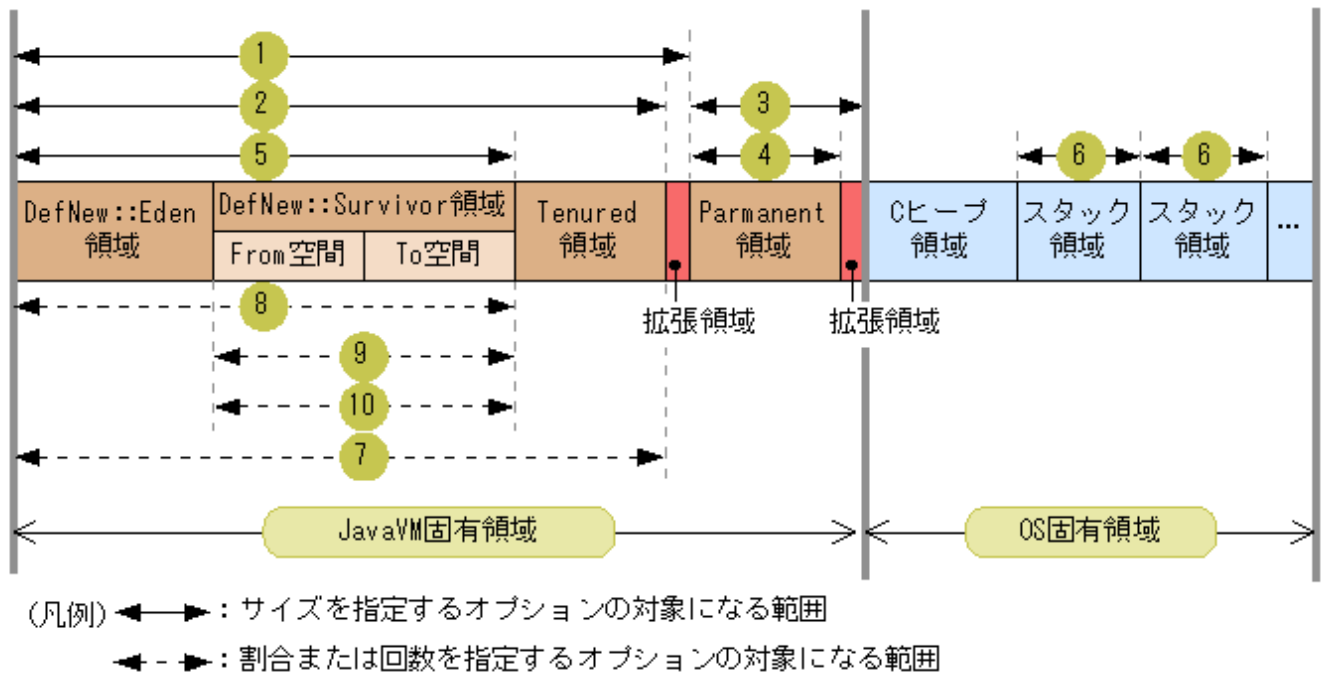 1
2
3
5
4
6
6
DefNew::Eden
領域
DefNew::Survivor領域
From空間
To空間
Tenured
領域
Parmanent
領域
Cヒープ
領域
スタック
領域
スタック
領域
…
8
拡張領域
拡張領域
9
10
7
JavaVM固有領域
OS固有領域
(凡例)
：サイズを指定するオプションの対象になる範囲
：割合または回数を指定するオプションの対象になる範囲